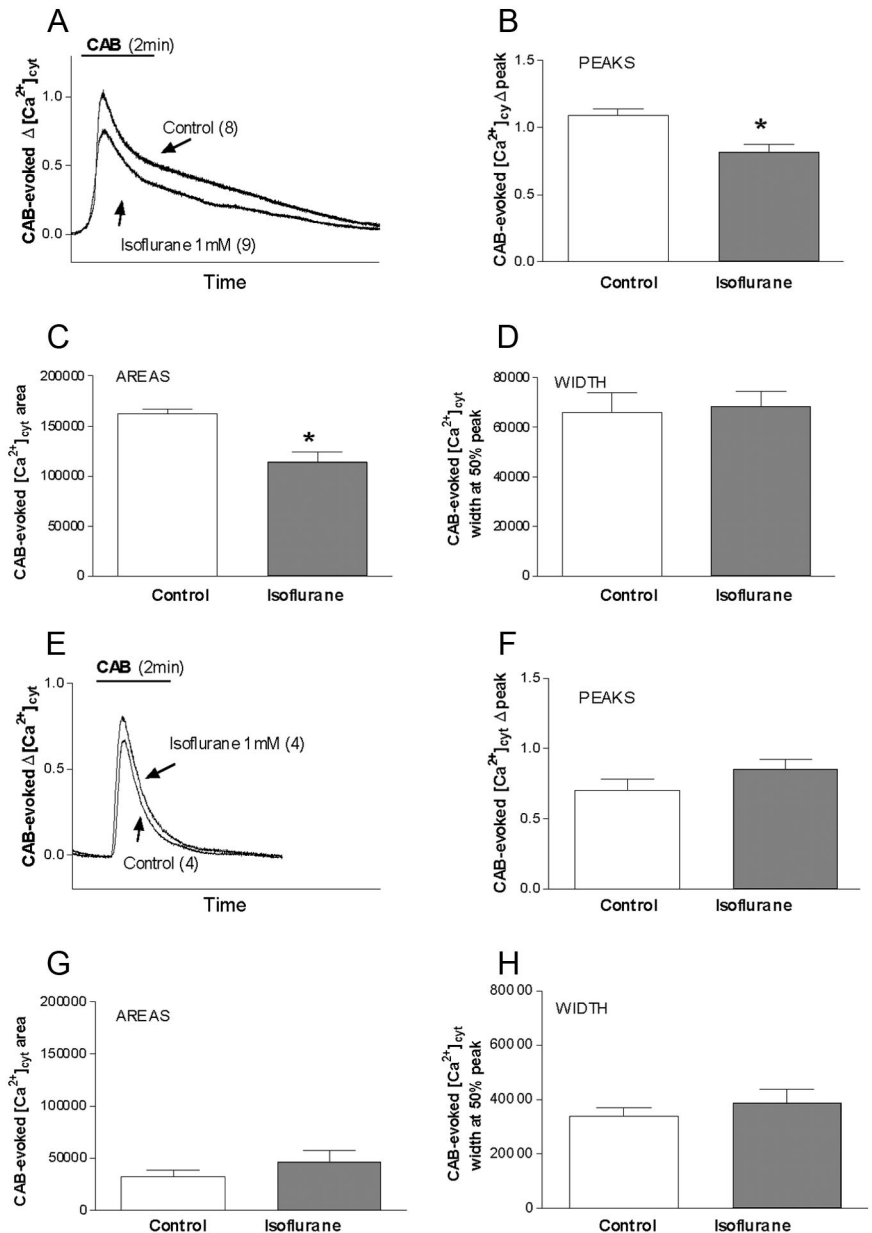 A
CAB (2min)
CAB-evoked Δ [Ca2+]cyt
1.0
0.5
0.0
Control (8)
Isoflurane 1mM (9)
Time
B
PEAKS
CAB-evoked [Ca2+]cy Δ peak
1.5
1.0
0.5
0.0
*
Control Isoflurane
C
AREAS
CAB-evoked [Ca2+]cyt area
200000
150000
100000
50000
0
*
Control Isoflurane
D
WIDTH
CAB-evoked [Ca2+]cyt
width at 50% peak
80000
60000
40000
20000
0
Control Isoflurane
E
CAB (2min)
CAB-evoked Δ [Ca2+]cyt
1.0
0.5
0.0
Isoflurane 1mM (4)
Control (4)
Time
F
PEAKS
CAB-evoked [Ca2+]cyt Δ peak
1.5
1.0
0.5
0.0
Control Isoflurane
G
AREAS
CAB-evoked [Ca2+]cyt area
200000
150000
100000
50000
0
Control Isoflurane
H
WIDTH
CAB-evoked [Ca2+]cyt
width at 50% peak
800 00
600 00
400 00
200 00
0
Control Isoflurane